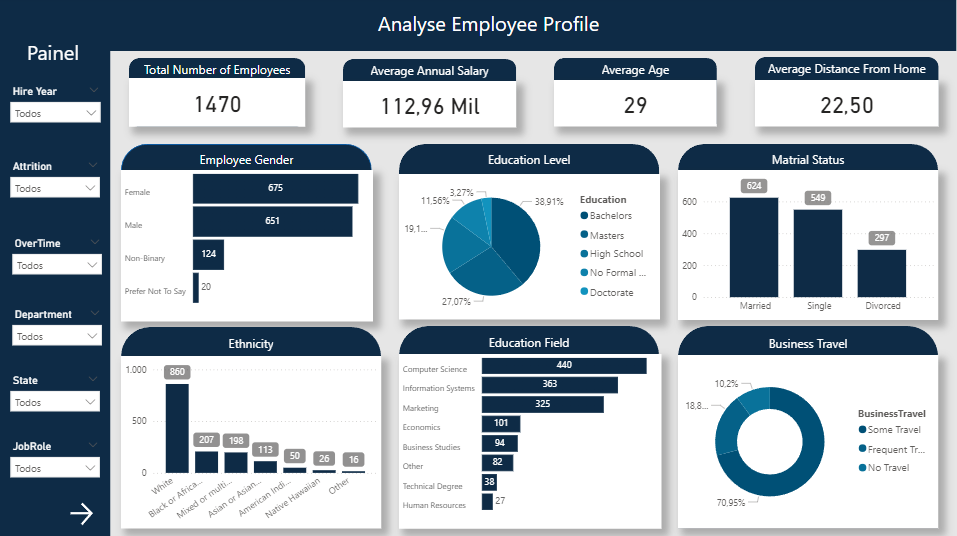 Analyse Employee Profile
Painel
Hire Year
Todos
Attrition
Todos
OverTime
Todos
Department
Todos
State
Todos
JobRole
Todos
Total Number of Employees
1470
Average Annual Salary
112,96 Mil
Average Age
29
Average Distance From Home
22,50
Employee Gender
Female 675
Male 651
Non-Binary 124
Prefer Not To Say 20
Education Level
3,27%
11,56%
38,91%
19,1...
27,07%
Education
Bachelors
Masters
High School
No Formal ...
Doctorate
Matrial Status
600
400
200
0
624
549
297
Married Single Divorced
Ethnicity
1.000
500
0
860
207
198
113
50
26
16
White
Black or Africa...
Mixed or multi...
Asian or Asian...
American Indi...
Native Hawaiian
Other
Education Field
Computer Science 440
Information Systems 363
Marketing 325
Economics 101
Business Studies 94
Other 82
Technical Degree 38
Human Resources 27
Business Travel
10,2%
18,8...
70,95%
BusinessTravel
Some Travel
Frequent Tr...
No Travel